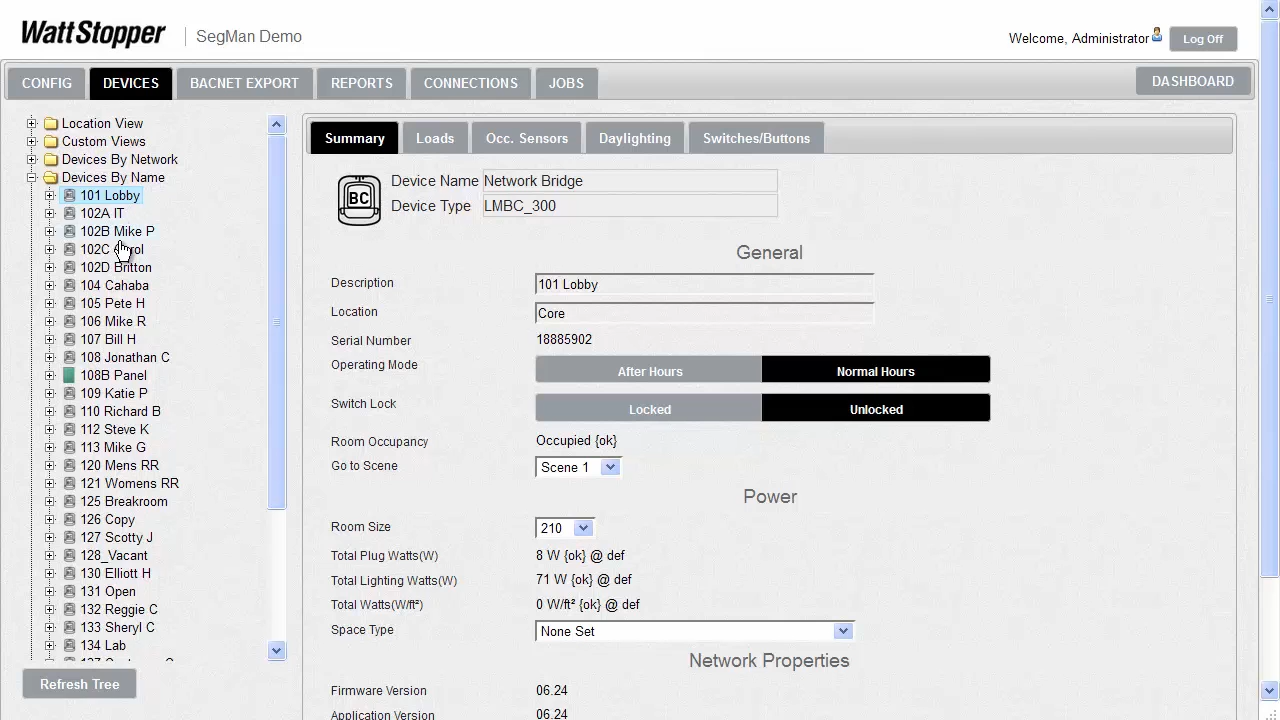 WattStopper
SegMan Demo
Welcome, Administrator
Log Off
CONFIG
DEVICES
BACNET EXPORT
REPORTS
CONNECTIONS
JOBS
DASHBOARD
Location View
Custom Views
Devices By Network
Devices By Name
101 Lobby
102A IT
102B Mike P
102C
102D Britton
104 Cahaba
105 Pete H
106 Mike R
107 Bill H
108 Jonathan C
108B Panel
109 Katie P
110 Richard B
112 Steve K
113 Mike G
120 Mens RR
121 Womens RR
125 Breakroom
126 Copy
127 Scotty J
128_Vacant
130 Elliott H
131 Open
132 Reggie C
133 Sheryl C
134 Lab
Refresh Tree
Summary
Loads
Occ. Sensors
Daylighting
Switches/Buttons
BC
Device Name Network Bridge
Device Type LMBC_300
General
Description 101 Lobby
Location Core
Serial Number 18885902
Operating Mode After Hours Normal Hours
Switch Lock Locked Unlocked
Room Occupancy Occupied {ok}
Go to Scene Scene 1
Power
Room Size 210
Total Plug Watts(W) 8 W {ok} @ def
Total Lighting Watts(W) 71 W {ok} @ def
Total Watts(W/ft²) 0 W/ft² {ok} @ def
Space Type None Set
Network Properties
Firmware Version 06.24
Application Version 06.24